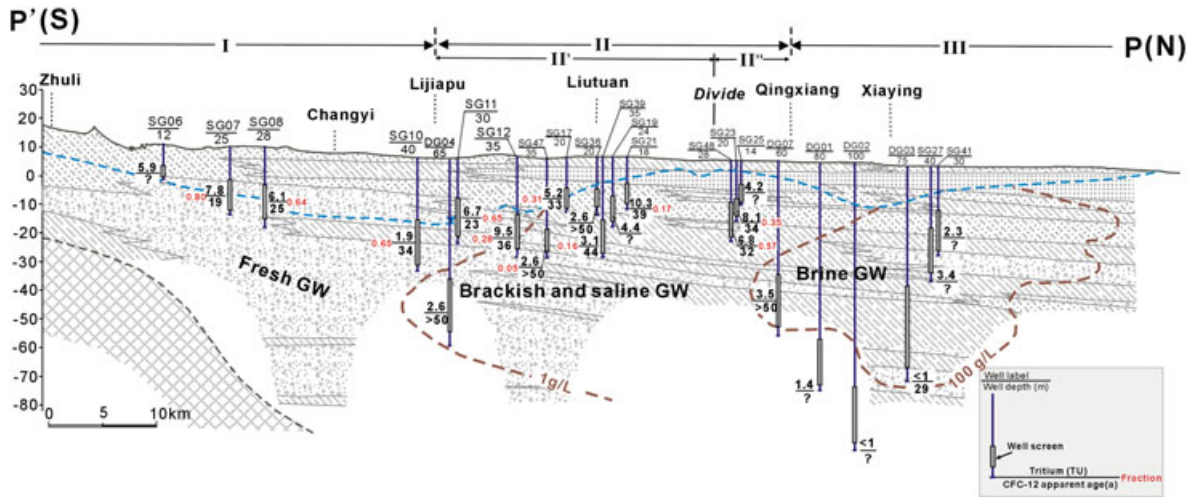 P'(S)
P(N)
I
II
III
II'
II"
Zhuli
Changyi
Lijiapu
Liutuan
Divide
Qingxiang
Xiaying
SG06
12
SG07
25
SG08
28
SG10
40
DG04
65
SG11
30
SG12
35
SG47
35
SG17
20
SG36
20
SG39
35
SG19
24
SG21
18
SG48
28
SG23
20
SG25
14
DG07
60
DG01
80
DG02
100
DG03
75
SG27
40
SG41
30
30
20
10
0
-10
-20
-30
-40
-50
-60
-70
-80
5.9
?
0.80
7.8
19
6.1
25
0.64
0.65
1.9
34
6.7
23
2.6
>50
0.65
9.5
36
0.28
0.05
2.6
>50
0.31
5.2
33
2.6
>50
0.16
3.1
44
4.4
?
10.3
39
0.17
4.2
?
8.1
34
0.35
6.8
32
0.57
3.5
>50
1.4
?
<1
?
<1
29
3.4
?
2.3
?
Fresh GW
Brackish and saline GW
Brine GW
1g/L
100 g/L
0 5 10km
Well label
Well depth (m)
Well screen
Tritium (TU)
CFC-12 apparent age(a)
Fraction